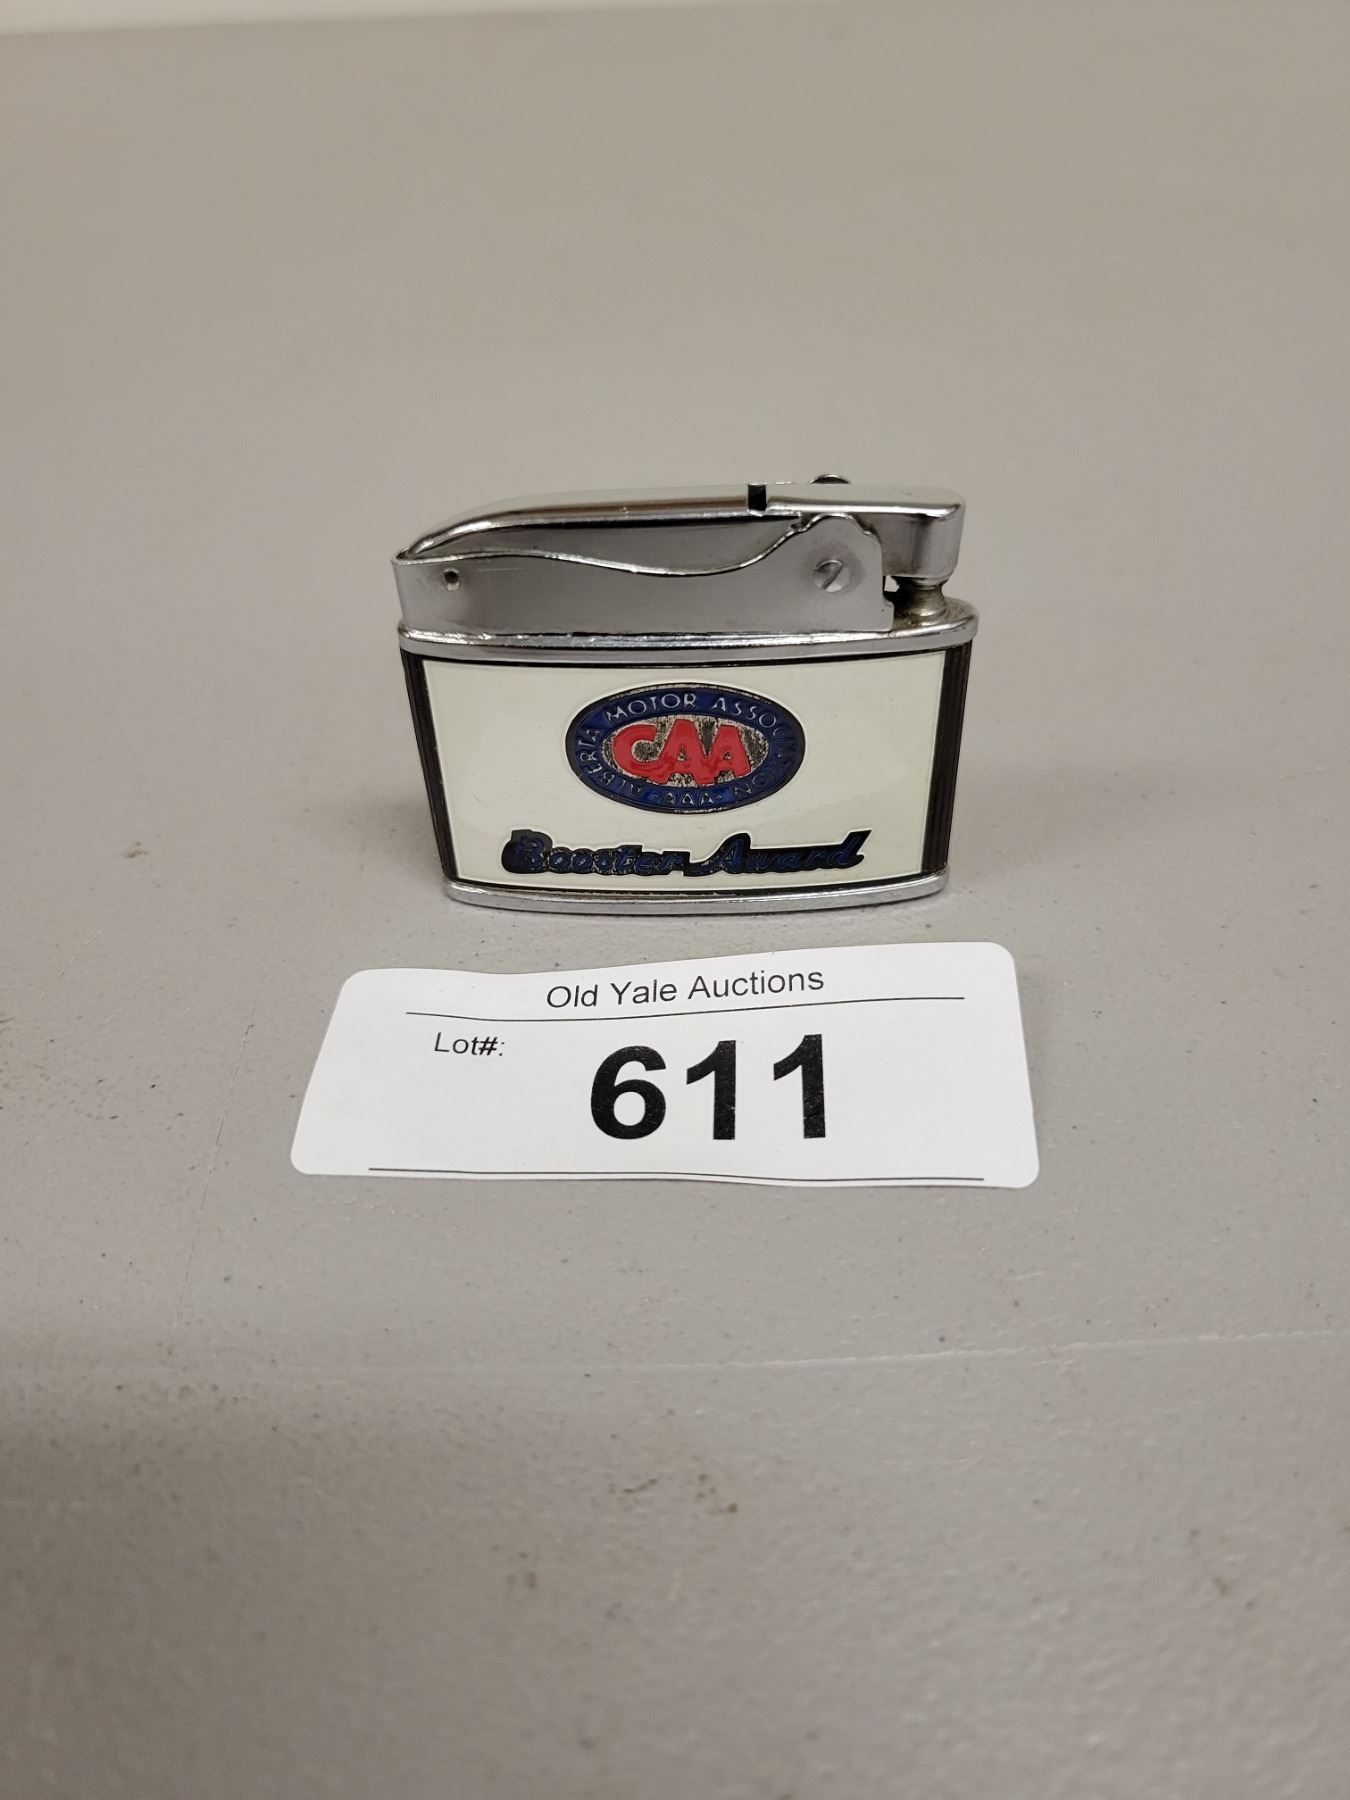 ALBERTA MOTOR ASSOCIATION
CAA
AAA
Booster Award
Old Yale Auctions
Lot#:
611